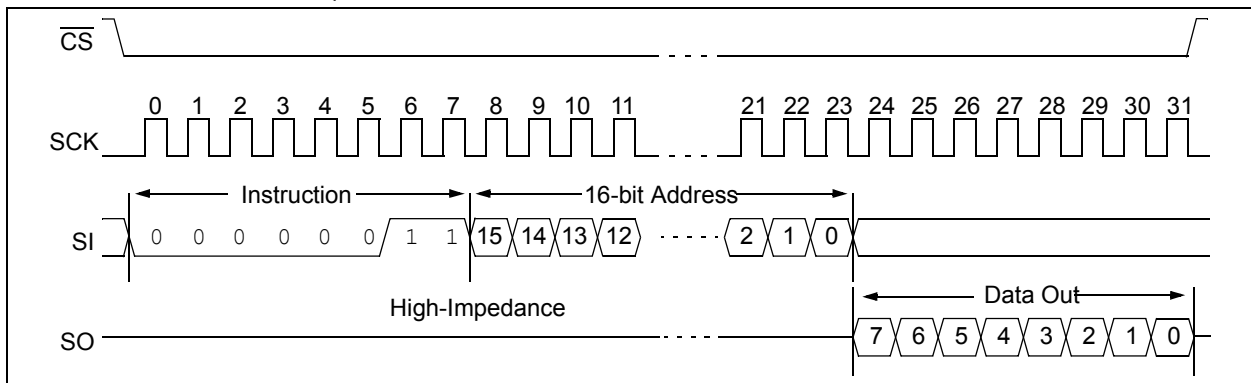 CS
0 1 2 3 4 5 6 7 8 9 10 11 21 22 23 24 25 26 27 28 29 30 31
SCK
Instruction 16-bit Address
SI 0 0 0 0 0 0 1 1 15 14 13 12 2 1 0
High-Impedance Data Out
SO 7 6 5 4 3 2 1 0